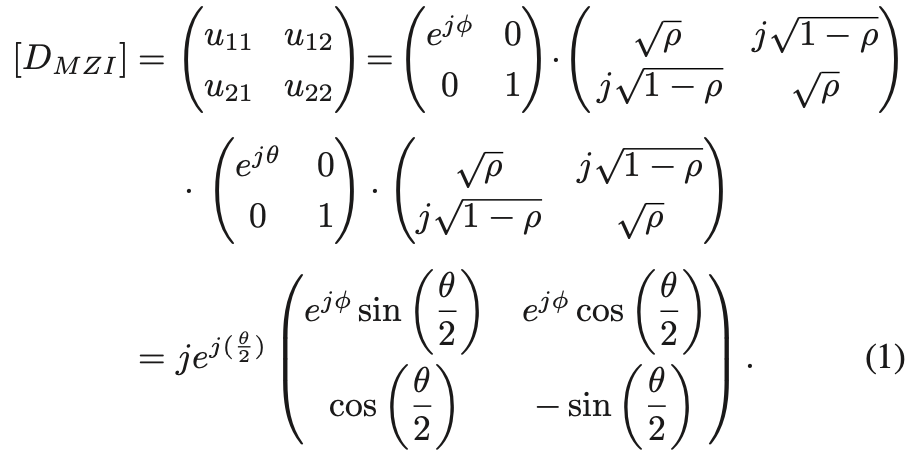 [D_{MZI}] = \begin{pmatrix} u_{11} & u_{12} \\ u_{21} & u_{22} \end{pmatrix} = \begin{pmatrix} e^{j\phi} & 0 \\ 0 & 1 \end{pmatrix} \cdot \begin{pmatrix} \sqrt{\rho} & j\sqrt{1-\rho} \\ j\sqrt{1-\rho} & \sqrt{\rho} \end{pmatrix}
\cdot \begin{pmatrix} e^{j\theta} & 0 \\ 0 & 1 \end{pmatrix} \cdot \begin{pmatrix} \sqrt{\rho} & j\sqrt{1-\rho} \\ j\sqrt{1-\rho} & \sqrt{\rho} \end{pmatrix}
= je^{j(\frac{\theta}{2})} \begin{pmatrix} e^{j\phi} \sin\left(\frac{\theta}{2}\right) & e^{j\phi} \cos\left(\frac{\theta}{2}\right) \\ \cos\left(\frac{\theta}{2}\right) & -\sin\left(\frac{\theta}{2}\right) \end{pmatrix}. (1)